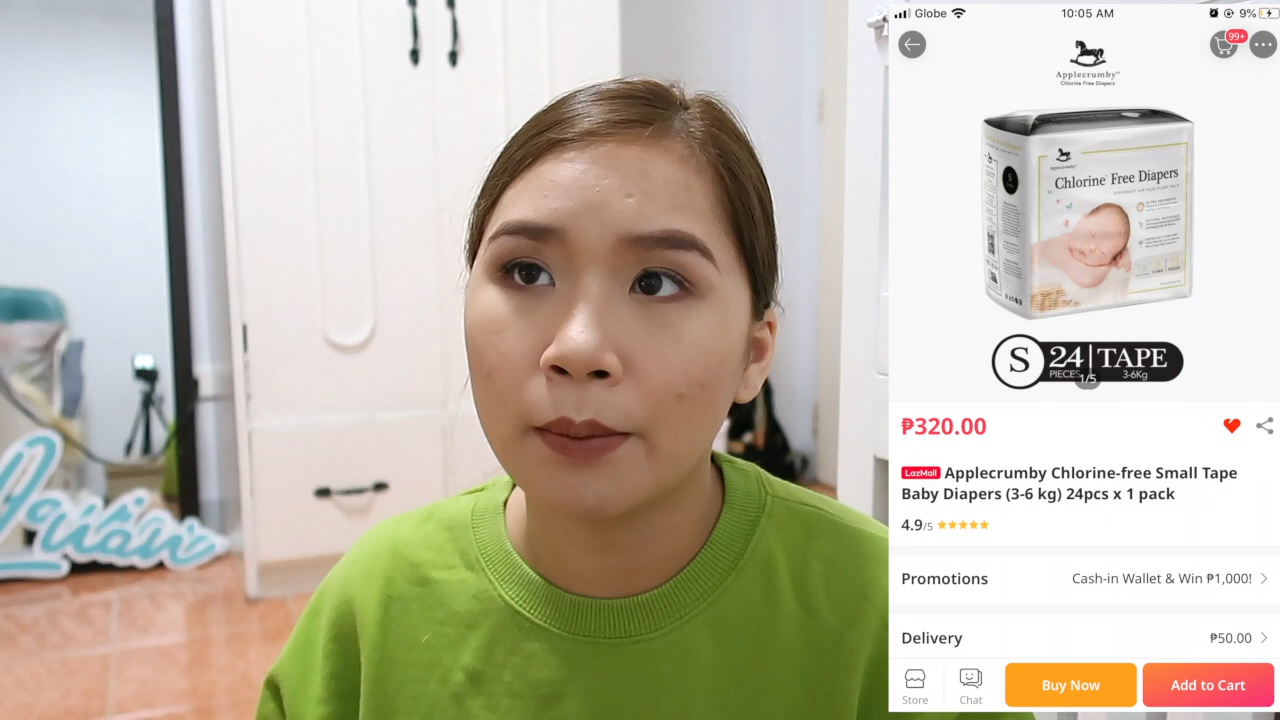 Globe
10:05 AM
9%
99+
Applecrumby™
Chlorine Free Diapers
Applecrumby
Chlorine Free Diapers
S
S
24
PIECES
TAPE
3-6Kg
1/5
₱320.00
LazMall Applecrumby Chlorine-free Small Tape
Baby Diapers (3-6 kg) 24pcs x 1 pack
4.9/5
Promotions
Cash-in Wallet & Win ₱1,000!
Delivery
₱50.00
Store
Chat
Buy Now
Add to Cart